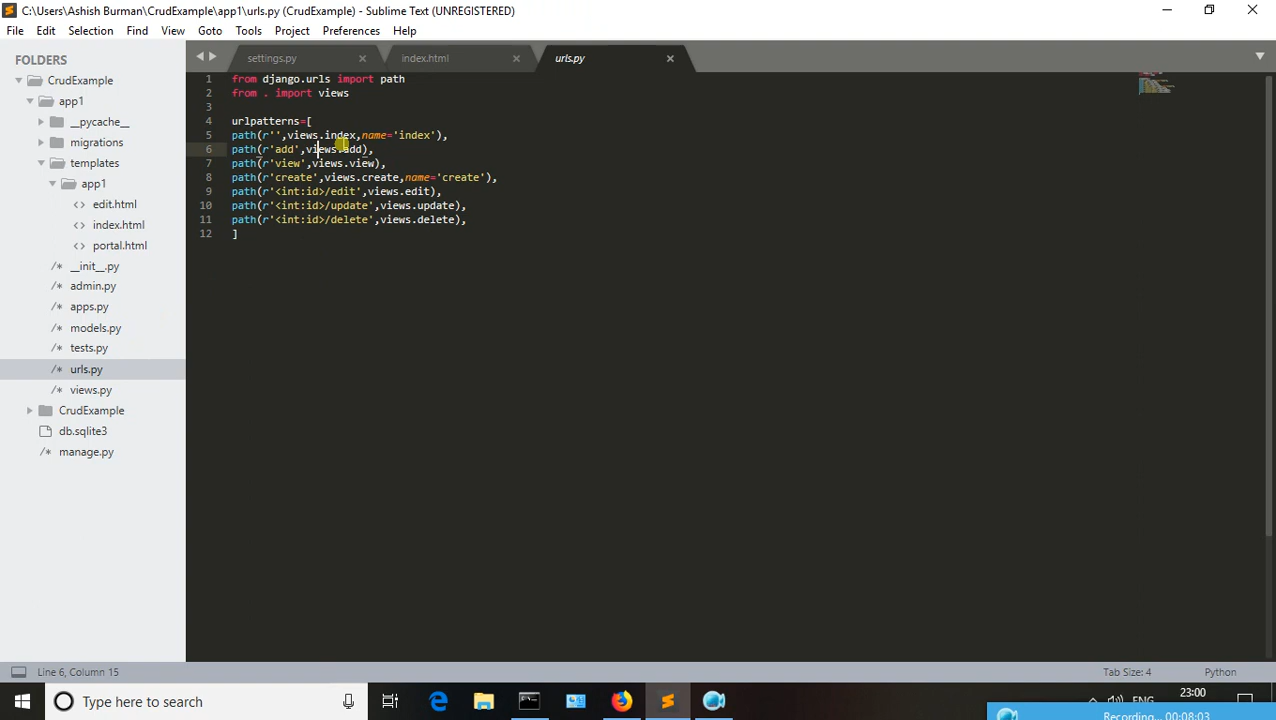 C:\Users\Ashish Burman\CrudExample\app1\urls.py (CrudExample) - Sublime Text (UNREGISTERED)
File Edit Selection Find View Goto Tools Project Preferences Help
FOLDERS
CrudExample
app1
__pycache__
migrations
templates
app1
edit.html
index.html
portal.html
__init__.py
admin.py
apps.py
models.py
tests.py
urls.py
views.py
CrudExample
db.sqlite3
manage.py
settings.py index.html urls.py
1 from django.urls import path
2 from . import views
3
4 urlpatterns=[
5 path(r'',views.index,name='index'),
6 path(r'add',views.add),
7 path(r'view',views.view),
8 path(r'create',views.create,name='create'),
9 path(r'<int:id>/edit',views.edit),
10 path(r'<int:id>/update',views.update),
11 path(r'<int:id>/delete',views.delete),
12 ]
Line 6, Column 15 Tab Size: 4 Python
Type here to search ENG 23:00
Recording... 00:08:03